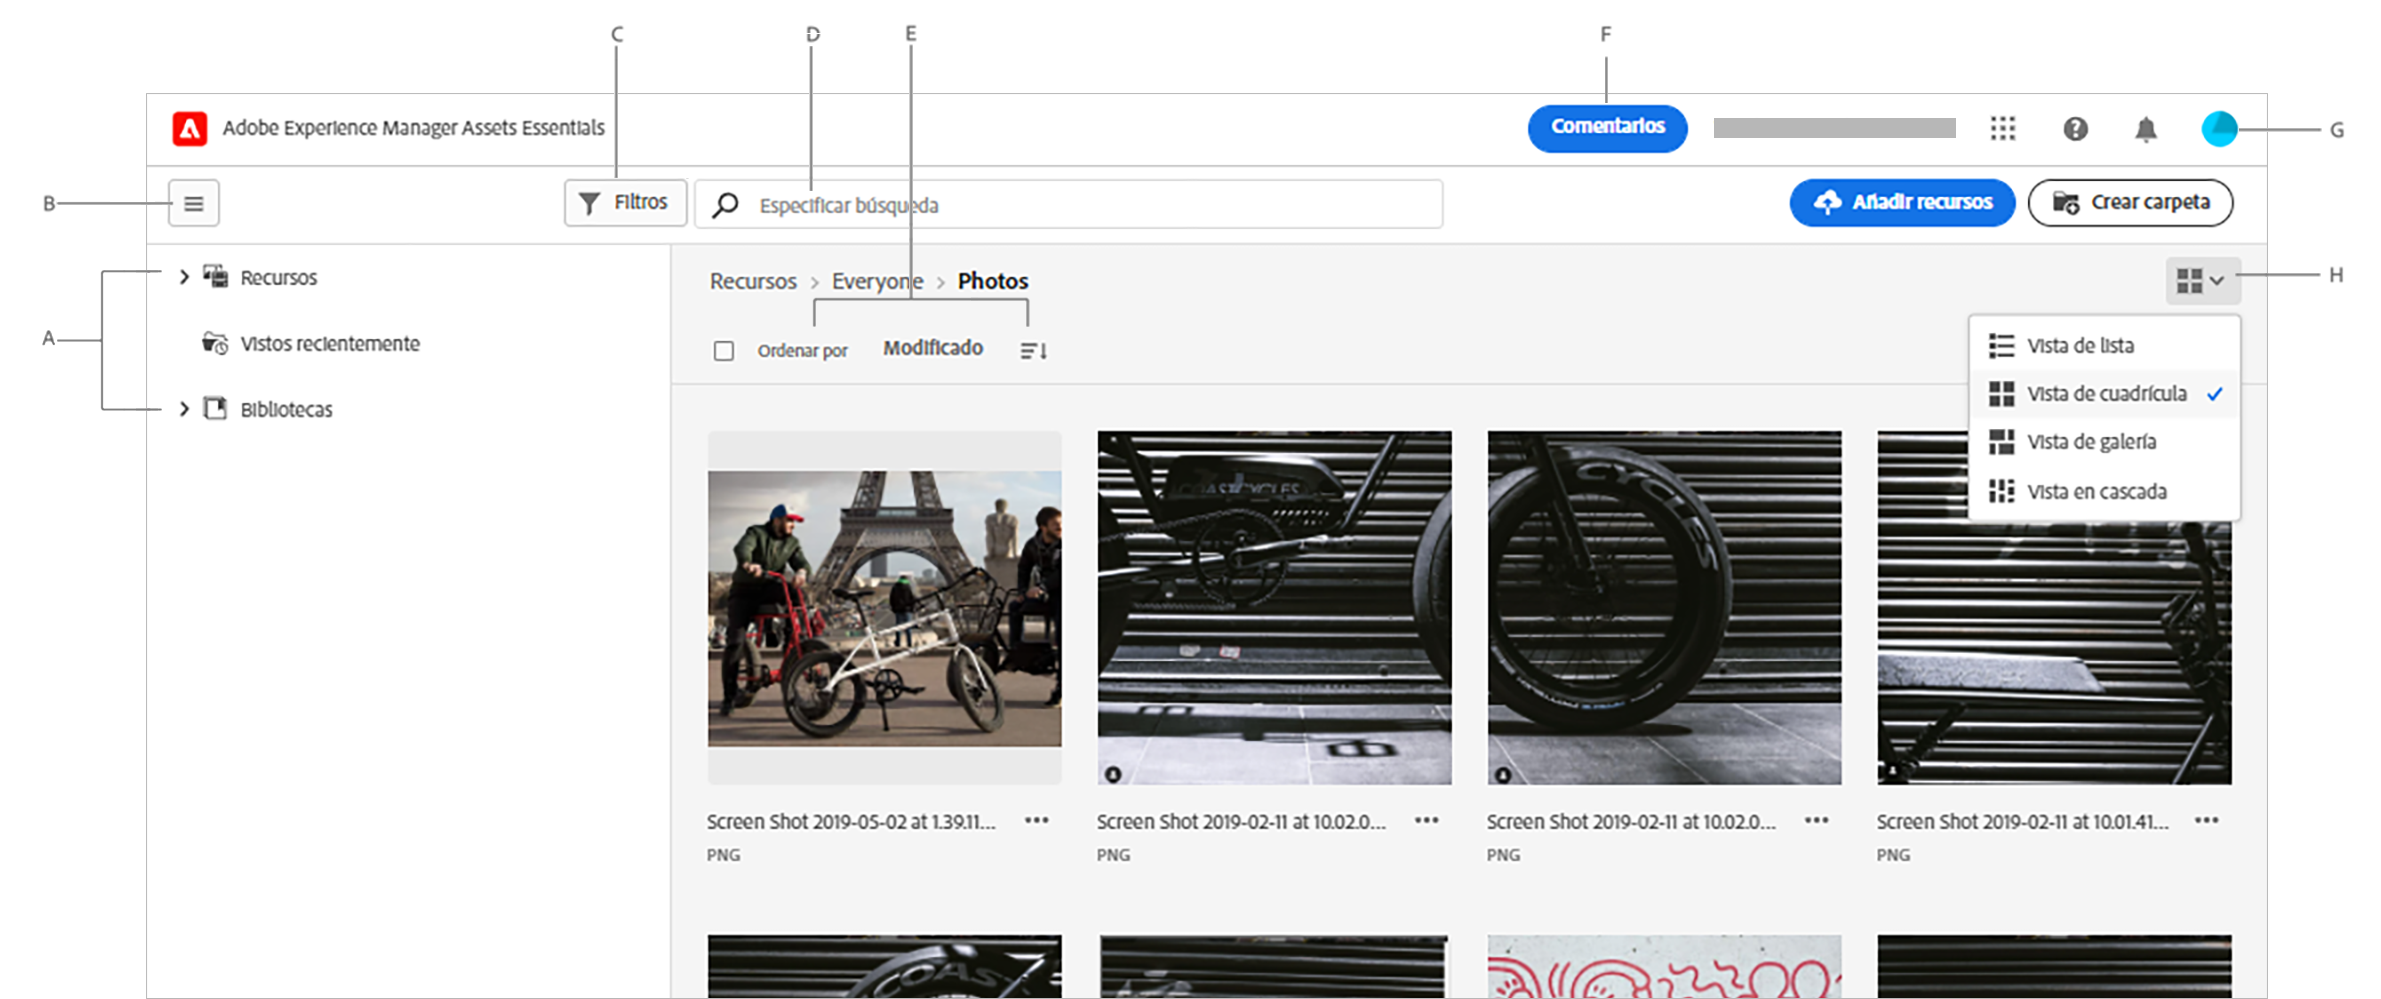 C D E F
Adobe Experience Manager Assets Essentials
Comentarios
G
B
Filtros
Especificar búsqueda
Añadir recursos
Crear carpeta
A
Recursos
Vistos recientemente
Bibliotecas
Recursos > Everyone > Photos
H
Ordenar por Modificado
Vista de lista
Vista de cuadrícula
Vista de galería
Vista en cascada
COASTCYCLES
CYCLES
Screen Shot 2019-05-02 at 1.39.11...
PNG
Screen Shot 2019-02-11 at 10.02.0...
PNG
Screen Shot 2019-02-11 at 10.02.0...
PNG
Screen Shot 2019-02-11 at 10.01.41...
PNG
COAS